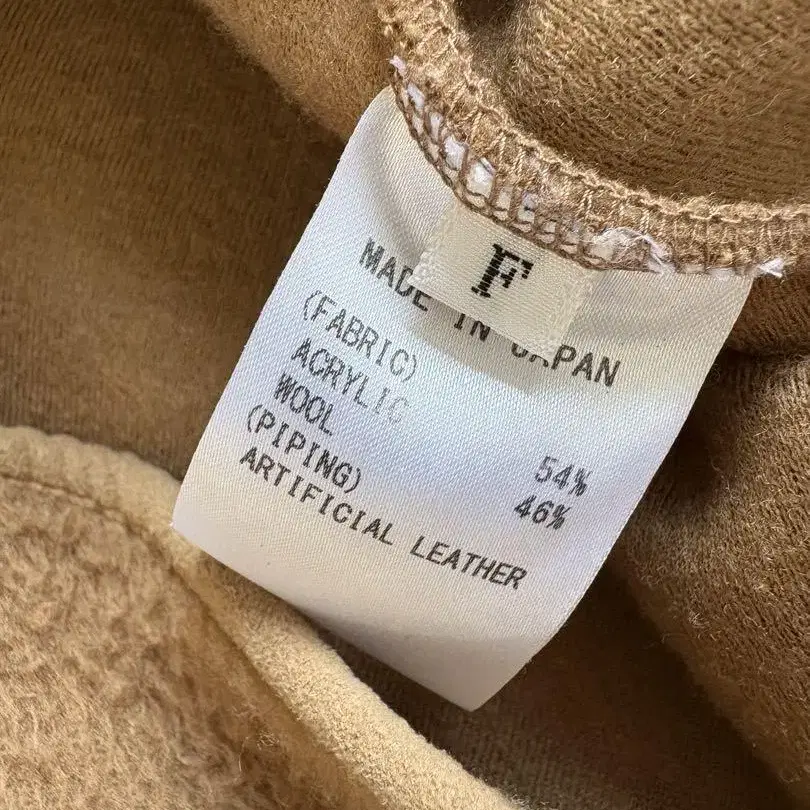 F
MADE IN JAPAN
(FABRIC)
ACRYLIC 54%
WOOL 46%
(PIPING)
ARTIFICIAL LEATHER